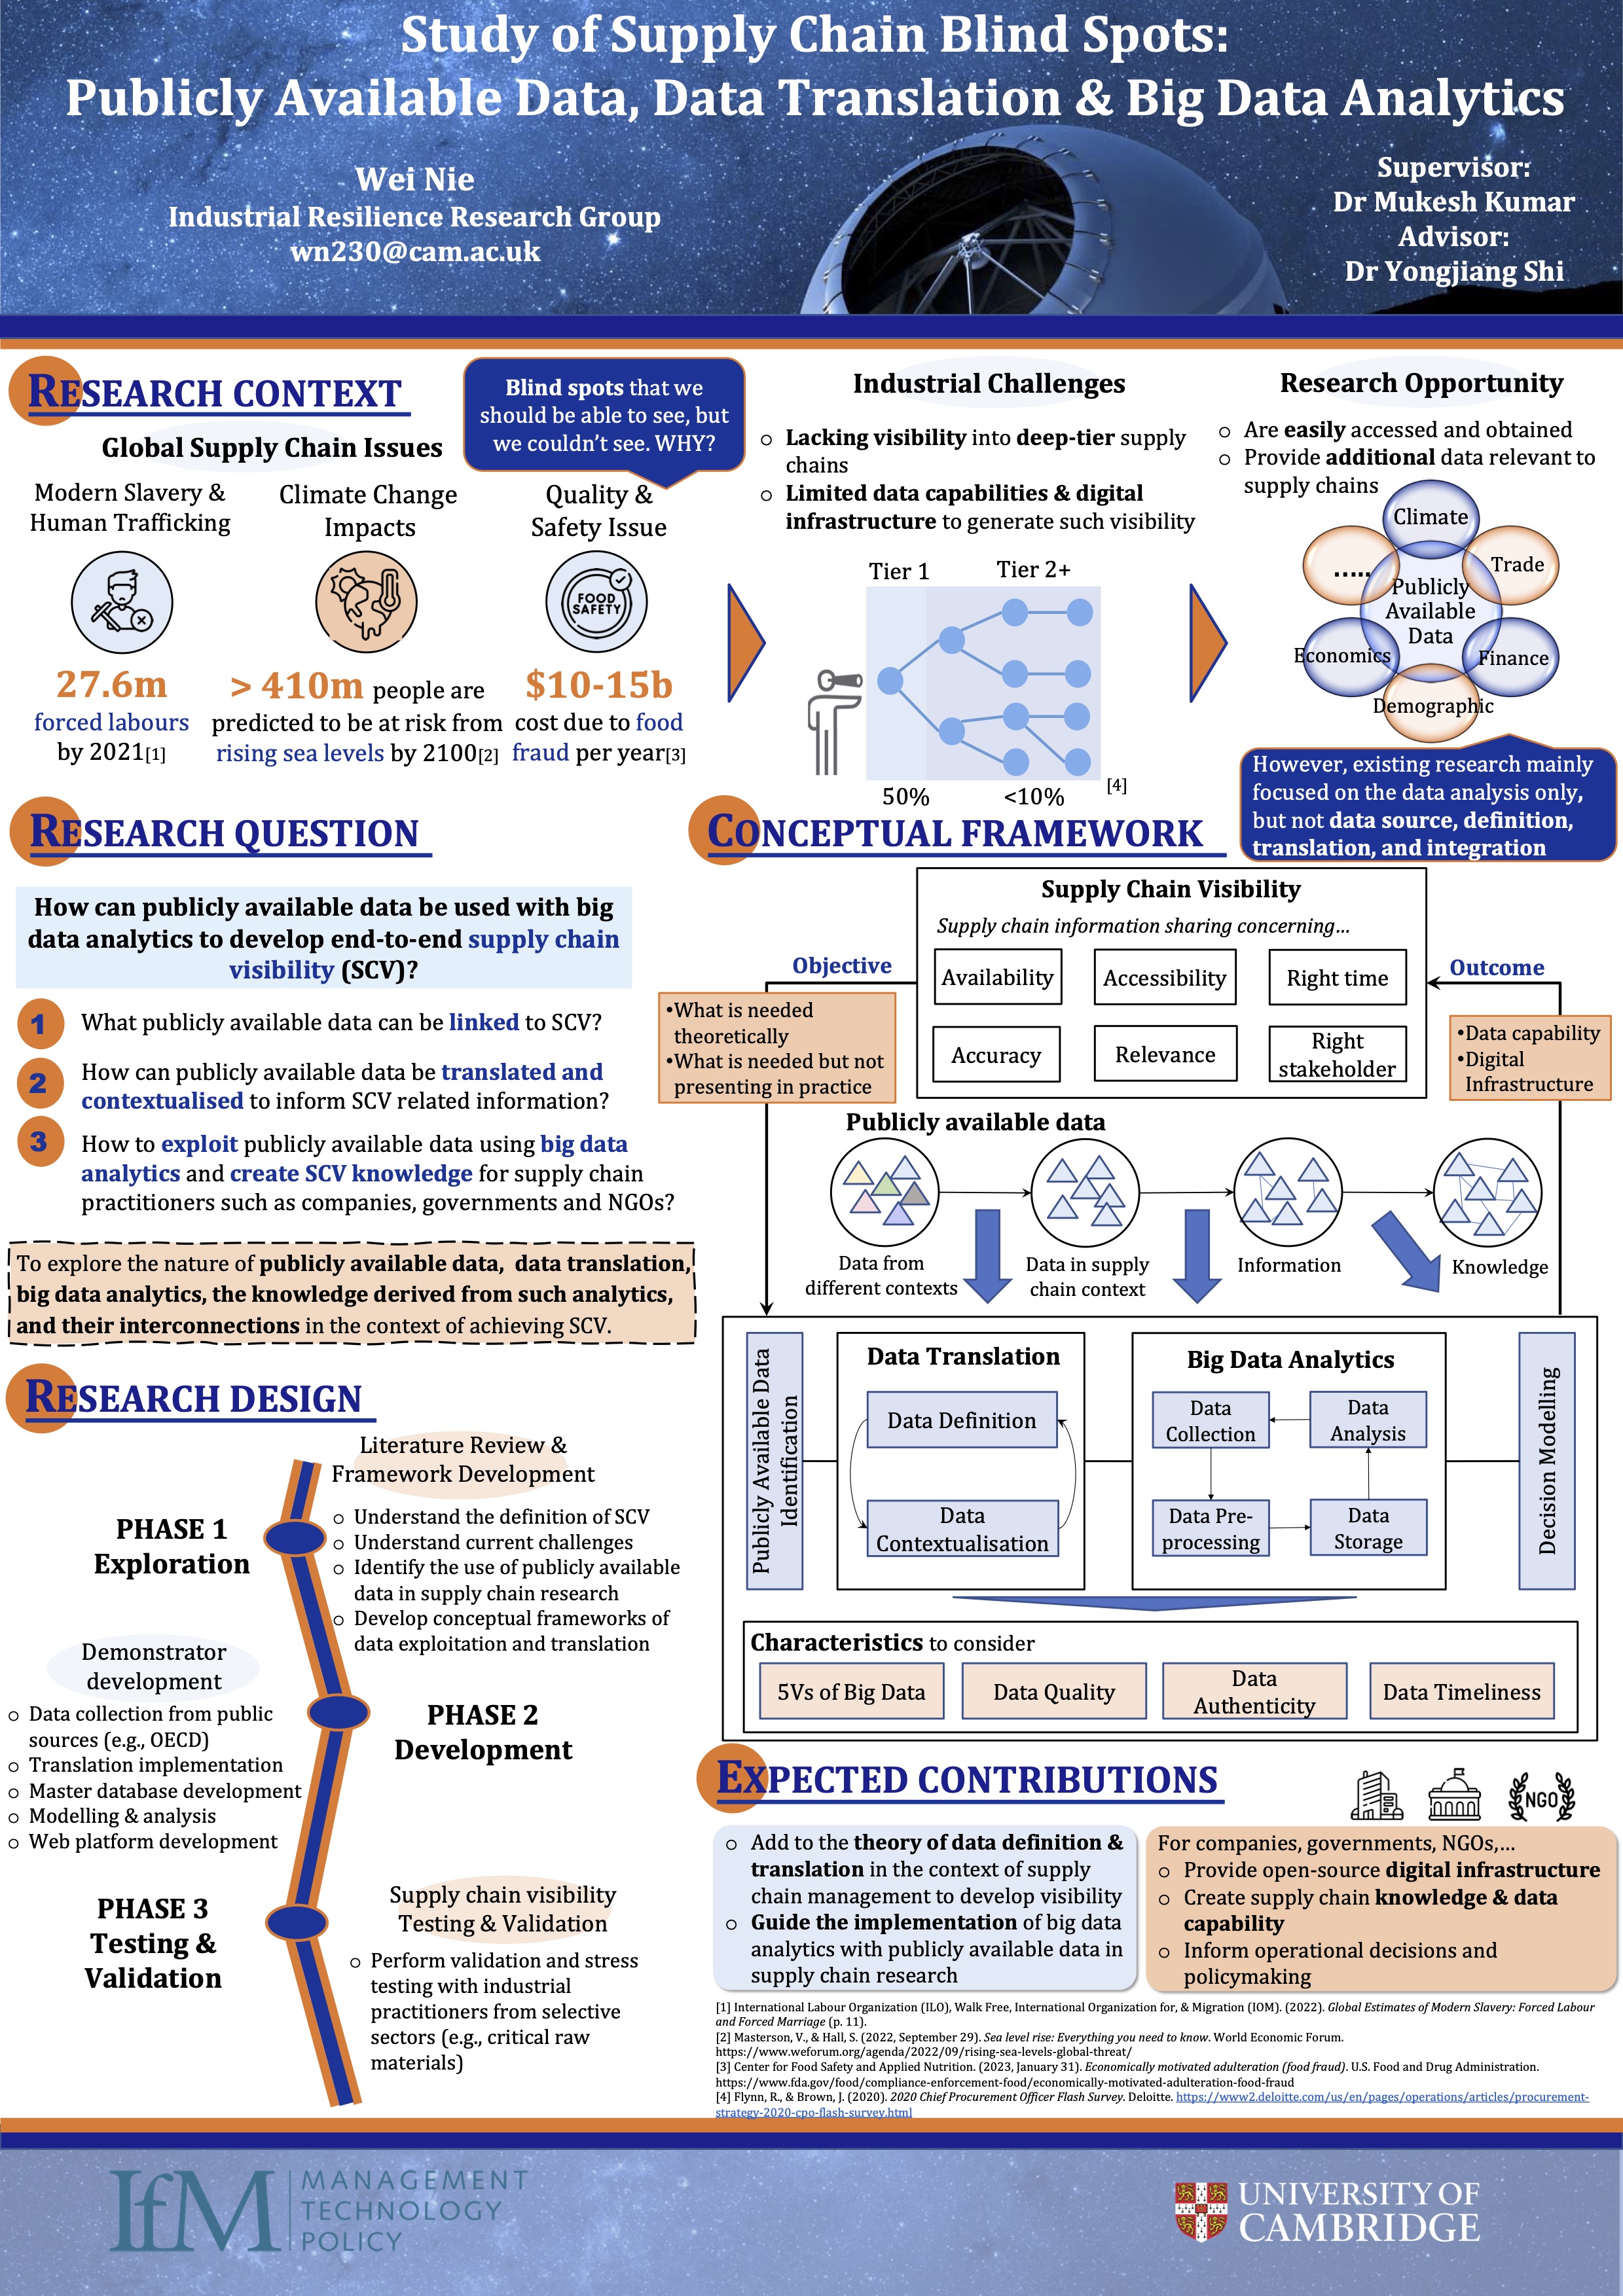 Study of Supply Chain Blind Spots:
Publicly Available Data, Data Translation & Big Data Analytics
Wei Nie
Industrial Resilience Research Group
wn230@cam.ac.uk
Supervisor:
Dr Mukesh Kumar
Advisor:
Dr Yongjiang Shi
RESEARCH CONTEXT
Global Supply Chain Issues
Blind spots that we
should be able to see, but
we couldn't see. WHY?
Modern Slavery &
Human Trafficking
27.6m
forced labours
by 2021[1]
Climate Change
Impacts
> 410m people are
predicted to be at risk from
rising sea levels by 2100[2]
Quality &
Safety Issue
FOOD
SAFETY
$10-15b
cost due to food
fraud per year[3]
Industrial Challenges
○ Lacking visibility into deep-tier supply
chains
○ Limited data capabilities & digital
infrastructure to generate such visibility
Tier 1
Tier 2+
50%
<10%
[4]
Research Opportunity
○ Are easily accessed and obtained
○ Provide additional data relevant to
supply chains
Climate
.....
Trade
Publicly
Available
Data
Economics
Finance
Demographic
However, existing research mainly
focused on the data analysis only,
but not data source, definition,
translation, and integration
RESEARCH QUESTION
How can publicly available data be used with big
data analytics to develop end-to-end supply chain
visibility (SCV)?
1 What publicly available data can be linked to SCV?
2 How can publicly available data be translated and
contextualised to inform SCV related information?
3 How to exploit publicly available data using big data
analytics and create SCV knowledge for supply chain
practitioners such as companies, governments and NGOs?
To explore the nature of publicly available data, data translation,
big data analytics, the knowledge derived from such analytics,
and their interconnections in the context of achieving SCV.
RESEARCH DESIGN
Literature Review &
Framework Development
PHASE 1
Exploration
○ Understand the definition of SCV
○ Understand current challenges
○ Identify the use of publicly available
data in supply chain research
○ Develop conceptual frameworks of
data exploitation and translation
Demonstrator
development
○ Data collection from public
sources (e.g., OECD)
○ Translation implementation
○ Master database development
○ Modelling & analysis
○ Web platform development
PHASE 2
Development
PHASE 3
Testing &
Validation
Supply chain visibility
Testing & Validation
○ Perform validation and stress
testing with industrial
practitioners from selective
sectors (e.g., critical raw
materials)
CONCEPTUAL FRAMEWORK
Supply Chain Visibility
Supply chain information sharing concerning…
Availability
Accessibility
Right time
Accuracy
Relevance
Right
stakeholder
Objective
•What is needed
theoretically
•What is needed but not
presenting in practice
Outcome
•Data capability
•Digital
Infrastructure
Publicly available data
Data from
different contexts
Data in supply
chain context
Information
Knowledge
Publicly Available Data
Identification
Data Translation
Data Definition
Data
Contextualisation
Big Data Analytics
Data
Collection
Data
Analysis
Data Pre-
processing
Data
Storage
Decision Modelling
Characteristics to consider
5Vs of Big Data
Data Quality
Data
Authenticity
Data Timeliness
EXPECTED CONTRIBUTIONS
NGO
○ Add to the theory of data definition &
translation in the context of supply
chain management to develop visibility
○ Guide the implementation of big data
analytics with publicly available data in
supply chain research
For companies, governments, NGOs,…
○ Provide open-source digital infrastructure
○ Create supply chain knowledge & data
capability
○ Inform operational decisions and
policymaking
[1] International Labour Organization (ILO), Walk Free, International Organization for, & Migration (IOM). (2022). Global Estimates of Modern Slavery: Forced Labour
and Forced Marriage (p. 11).
[2] Masterson, V., & Hall, S. (2022, September 29). Sea level rise: Everything you need to know. World Economic Forum.
https://www.weforum.org/agenda/2022/09/rising-sea-levels-global-threat/
[3] Center for Food Safety and Applied Nutrition. (2023, January 31). Economically motivated adulteration (food fraud). U.S. Food and Drug Administration.
https://www.fda.gov/food/compliance-enforcement-food/economically-motivated-adulteration-food-fraud
[4] Flynn, R., & Brown, J. (2020). 2020 Chief Procurement Officer Flash Survey. Deloitte. https://www2.deloitte.com/us/en/pages/operations/articles/procurement-
strategy-2020-cpo-flash-survey.html
IfM
MANAGEMENT
TECHNOLOGY
POLICY
UNIVERSITY OF
CAMBRIDGE